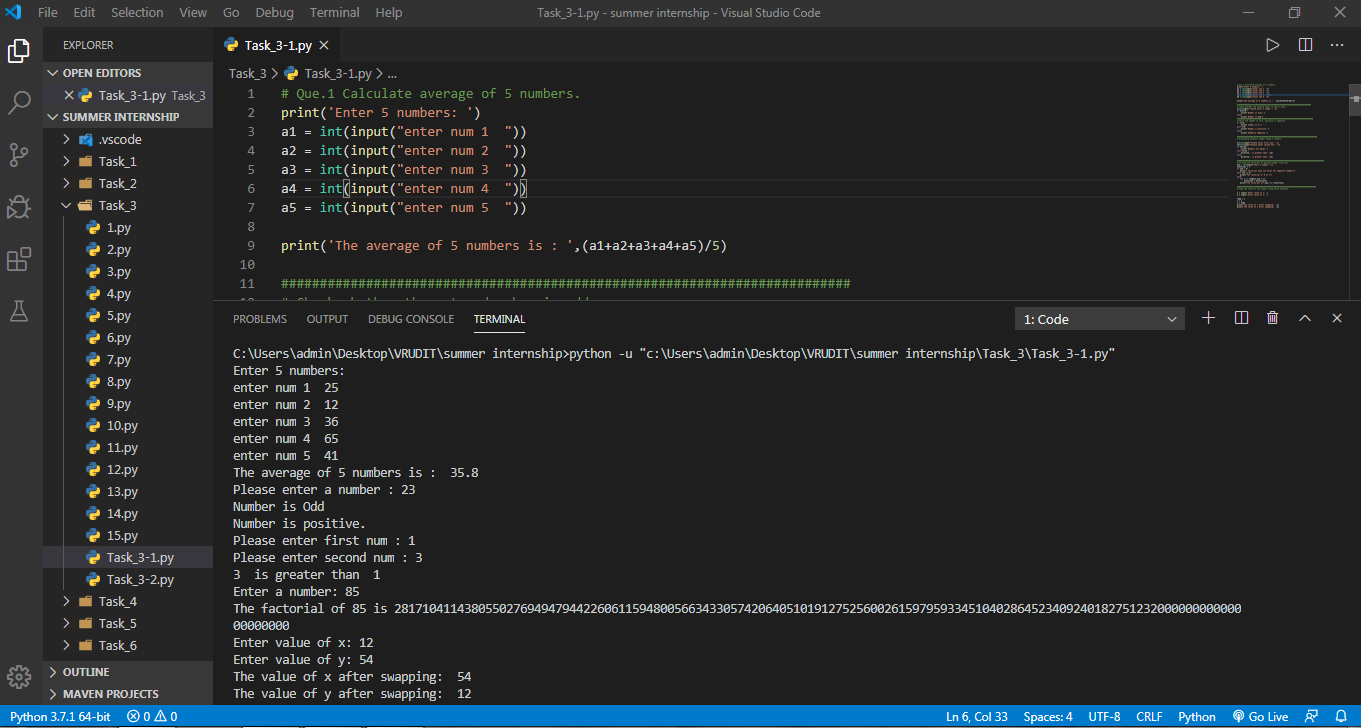 File Edit Selection View Go Debug Terminal Help
Task_3-1.py - summer internship - Visual Studio Code
EXPLORER
OPEN EDITORS
Task_3-1.py Task_3
SUMMER INTERNSHIP
.vscode
Task_1
Task_2
Task_3
1.py
2.py
3.py
4.py
5.py
6.py
7.py
8.py
9.py
10.py
11.py
12.py
13.py
14.py
15.py
Task_3-1.py
Task_3-2.py
Task_4
Task_5
Task_6
OUTLINE
MAVEN PROJECTS
Task_3-1.py
Task_3 > Task_3-1.py > ...
1 # Que.1 Calculate average of 5 numbers.
2 print('Enter 5 numbers: ')
3 a1 = int(input("enter num 1  "))
4 a2 = int(input("enter num 2  "))
5 a3 = int(input("enter num 3  "))
6 a4 = int(input("enter num 4  "))
7 a5 = int(input("enter num 5  "))
8
9 print('The average of 5 numbers is : ',(a1+a2+a3+a4+a5)/5)
10
11 ##########################################################################
PROBLEMS OUTPUT DEBUG CONSOLE TERMINAL
1: Code
C:\Users\admin\Desktop\VRUDIT\summer internship>python -u "c:\Users\admin\Desktop\VRUDIT\summer internship\Task_3\Task_3-1.py"
Enter 5 numbers:
enter num 1  25
enter num 2  12
enter num 3  36
enter num 4  65
enter num 5  41
The average of 5 numbers is :  35.8
Please enter a number : 23
Number is Odd
Number is positive.
Please enter first num : 1
Please enter second num : 3
3  is greater than  1
Enter a number: 85
The factorial of 85 is 28171041143805502769494794422606115948005663433057420640510191275256002615979593345104028645234092401827512320000000000000
00000000
Enter value of x: 12
Enter value of y: 54
The value of x after swapping:  54
The value of y after swapping:  12
Python 3.7.1 64-bit 0 0
Ln 6, Col 33 Spaces: 4 UTF-8 CRLF Python Go Live